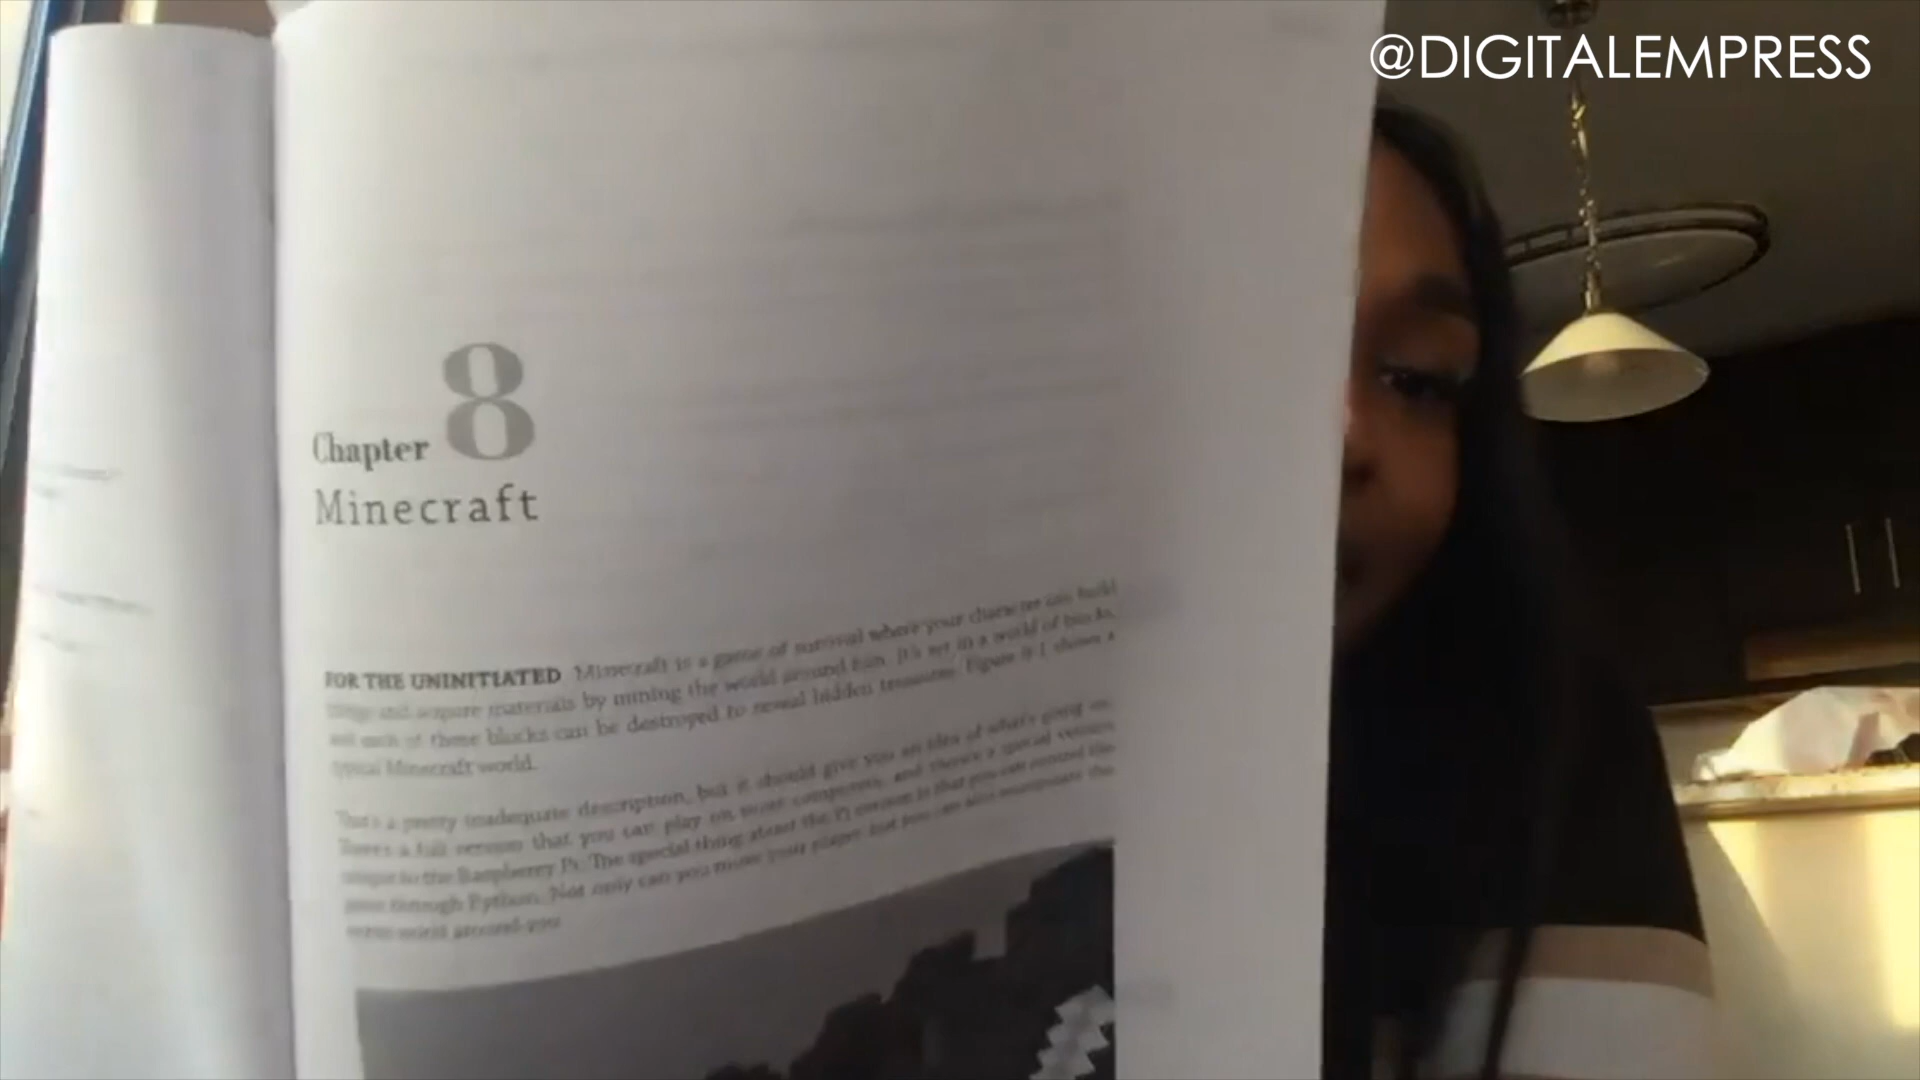 @DIGITALEMPRESS
Chapter 8
Minecraft
FOR THE UNINITIATED Minecraft is a game of survival where your character can build
things and acquire materials by mining the world around him. It's set in a world of blocks,
and each of those blocks can be destroyed to reveal hidden treasures. Figure 8-1 shows a
typical Minecraft world.
That's a pretty inadequate description, but it should give you an idea of what's going on.
There's a full version that you can play on most computers, and there's a special version
unique to the Raspberry Pi. The special thing about the Pi version is that you can control the
game through Python. Not only can you move your player, but you can also manipulate the
world around you